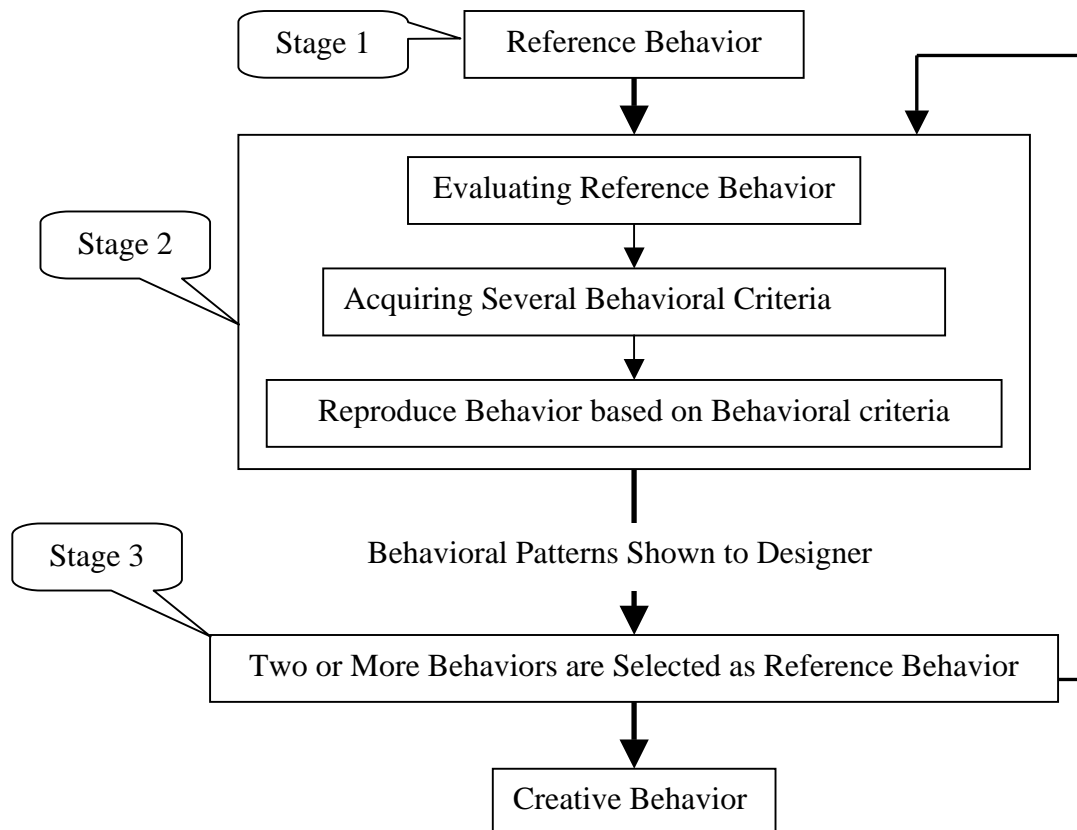 Stage 1
Reference Behavior
Evaluating Reference Behavior
Stage 2
Acquiring Several Behavioral Criteria
Reproduce Behavior based on Behavioral criteria
Stage 3
Behavioral Patterns Shown to Designer
Two or More Behaviors are Selected as Reference Behavior
Creative Behavior